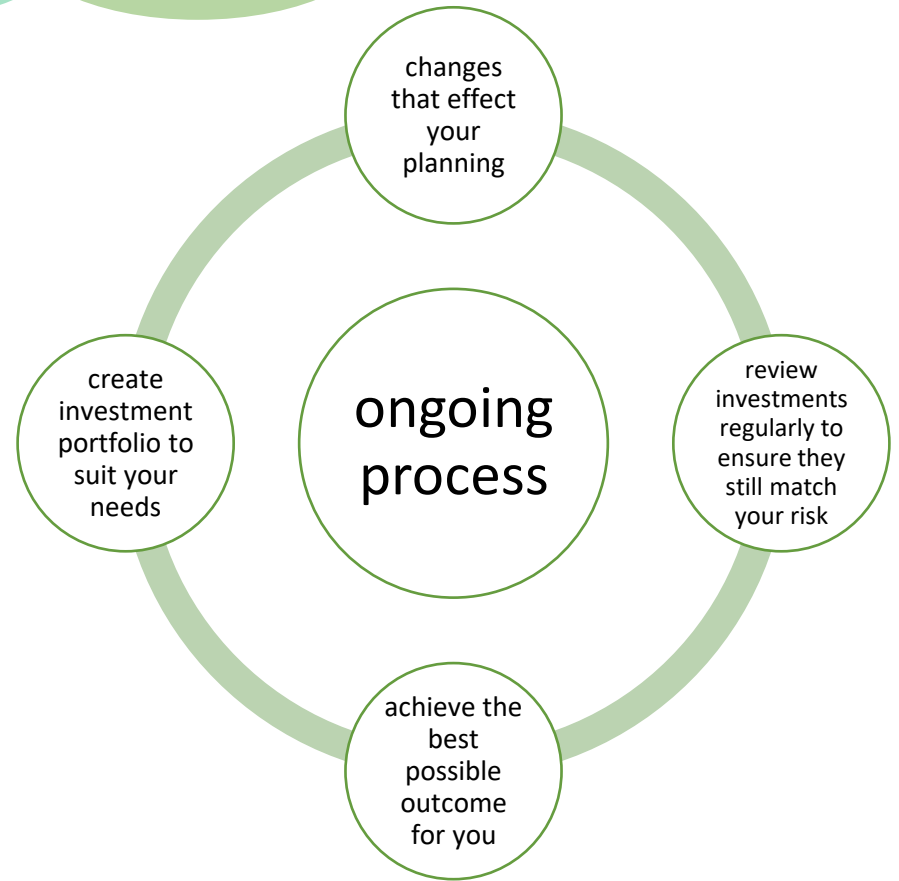 changes
that effect
your
planning
create
investment
portfolio to
suit your
needs
ongoing
process
review
investments
regularly to
ensure they
still match
your risk
achieve the
best
possible
outcome
for you